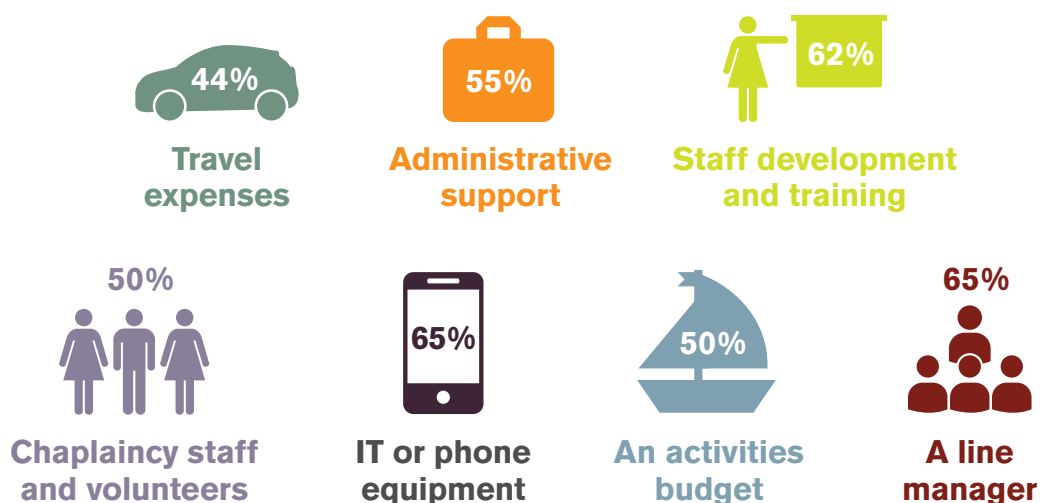 44%
55%
62%
Travel
expenses
Administrative
support
Staff development
and training
50%
65%
50%
65%
Chaplaincy staff
and volunteers
IT or phone
equipment
An activities
budget
A line
manager